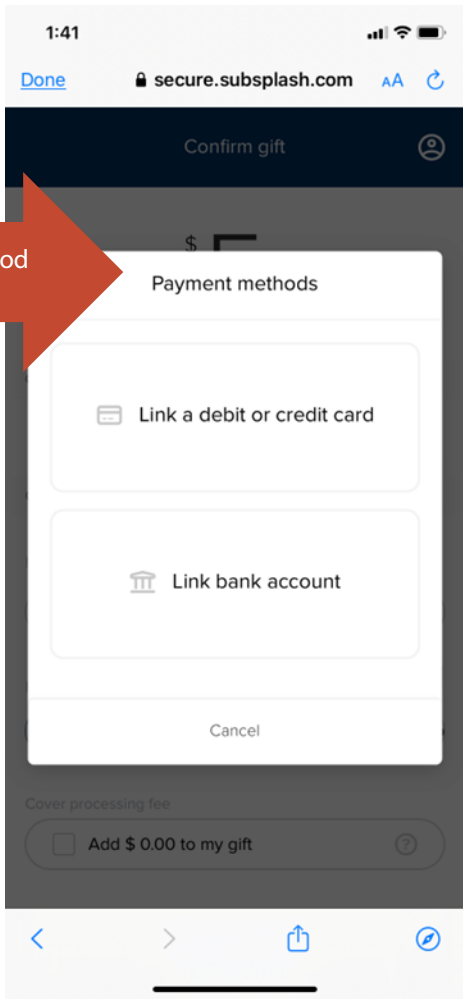 1:41
Done secure.subsplash.com AA
Confirm gift
$
od
Payment methods
Link a debit or credit card
Link bank account
Cancel
Cover processing fee
Add $ 0.00 to my gift
?